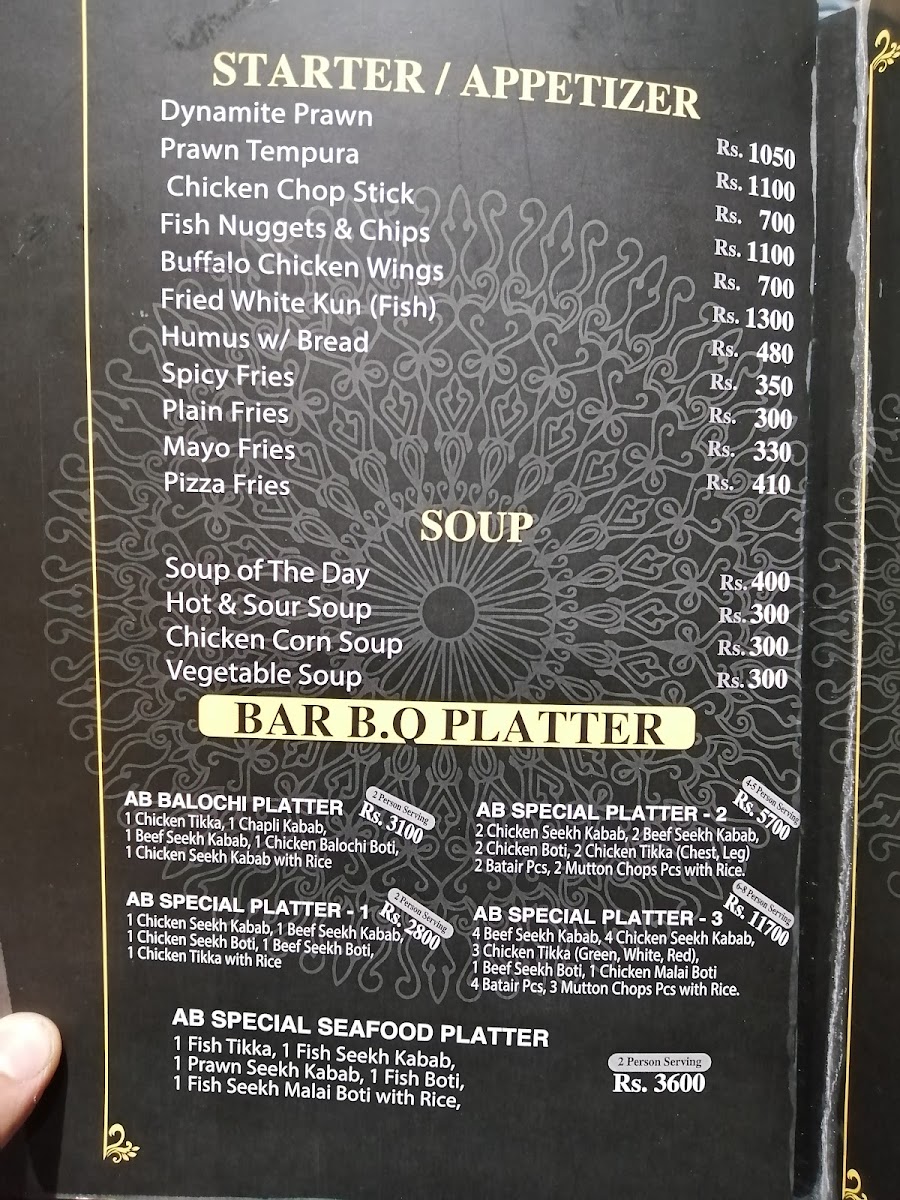 STARTER / APPETIZER
Dynamite Prawn Rs. 1050
Prawn Tempura Rs. 1100
Chicken Chop Stick Rs. 700
Fish Nuggets & Chips Rs. 1100
Buffalo Chicken Wings Rs. 700
Fried White Kun (Fish) Rs. 1300
Humus w/ Bread Rs. 480
Spicy Fries Rs. 350
Plain Fries Rs. 300
Mayo Fries Rs. 330
Pizza Fries Rs. 410
SOUP
Soup of The Day Rs. 400
Hot & Sour Soup Rs. 300
Chicken Corn Soup Rs. 300
Vegetable Soup Rs. 300
BAR B.Q PLATTER
AB BALOCHI PLATTER
2 Person Serving
Rs. 3100
1 Chicken Tikka, 1 Chapli Kabab,
1 Beef Seekh Kabab, 1 Chicken Balochi Boti,
1 Chicken Seekh Kabab with Rice
AB SPECIAL PLATTER - 2
4-5 Person Serving
Rs. 5700
2 Chicken Seekh Kabab, 2 Beef Seekh Kabab,
2 Chicken Boti, 2 Chicken Tikka (Chest, Leg)
2 Batair Pcs, 2 Mutton Chops Pcs with Rice.
AB SPECIAL PLATTER - 1
2 Person Serving
Rs. 2800
1 Chicken Seekh Kabab, 1 Beef Seekh Kabab,
1 Chicken Seekh Boti, 1 Beef Seekh Boti,
1 Chicken Tikka with Rice
AB SPECIAL PLATTER - 3
6-8 Person Serving
Rs. 11700
4 Beef Seekh Kabab, 4 Chicken Seekh Kabab,
3 Chicken Tikka (Green, White, Red),
1 Beef Seekh Boti, 1 Chicken Malai Boti
4 Batair Pcs, 3 Mutton Chops Pcs with Rice.
AB SPECIAL SEAFOOD PLATTER
1 Fish Tikka, 1 Fish Seekh Kabab,
1 Prawn Seekh Kabab, 1 Fish Boti,
1 Fish Seekh Malai Boti with Rice,
2 Person Serving
Rs. 3600